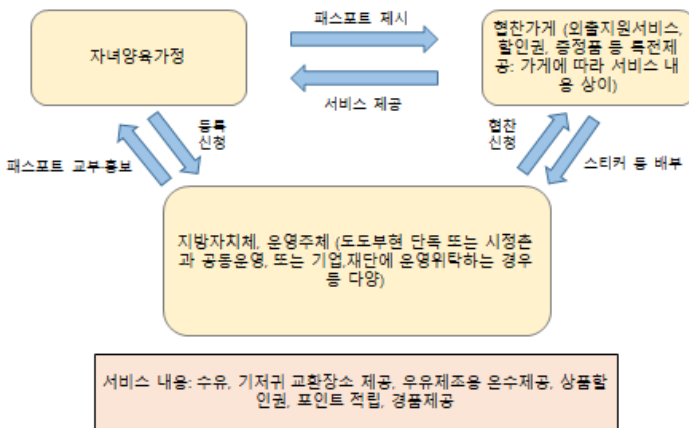 패스포트 제시
자녀양육가정
협찬가게 (외출지원서비스,
할인권, 증정품 등 특전제
공: 가게에 따라 서비스 내
용 상이)
서비스 제공
등록
신청
협찬
신청
패스포트 교부·홍보
스티커 등 배부
지방자치체, 운영주체 (도도부현 단독 또는 시정촌
과 공동운영, 또는 기업,재단에 운영위탁하는 경우
등 다양)
서비스 내용: 수유, 기저귀 교환장소 제공, 우유제조용 온수제공, 상품할
인권, 포인트 적립, 경품제공